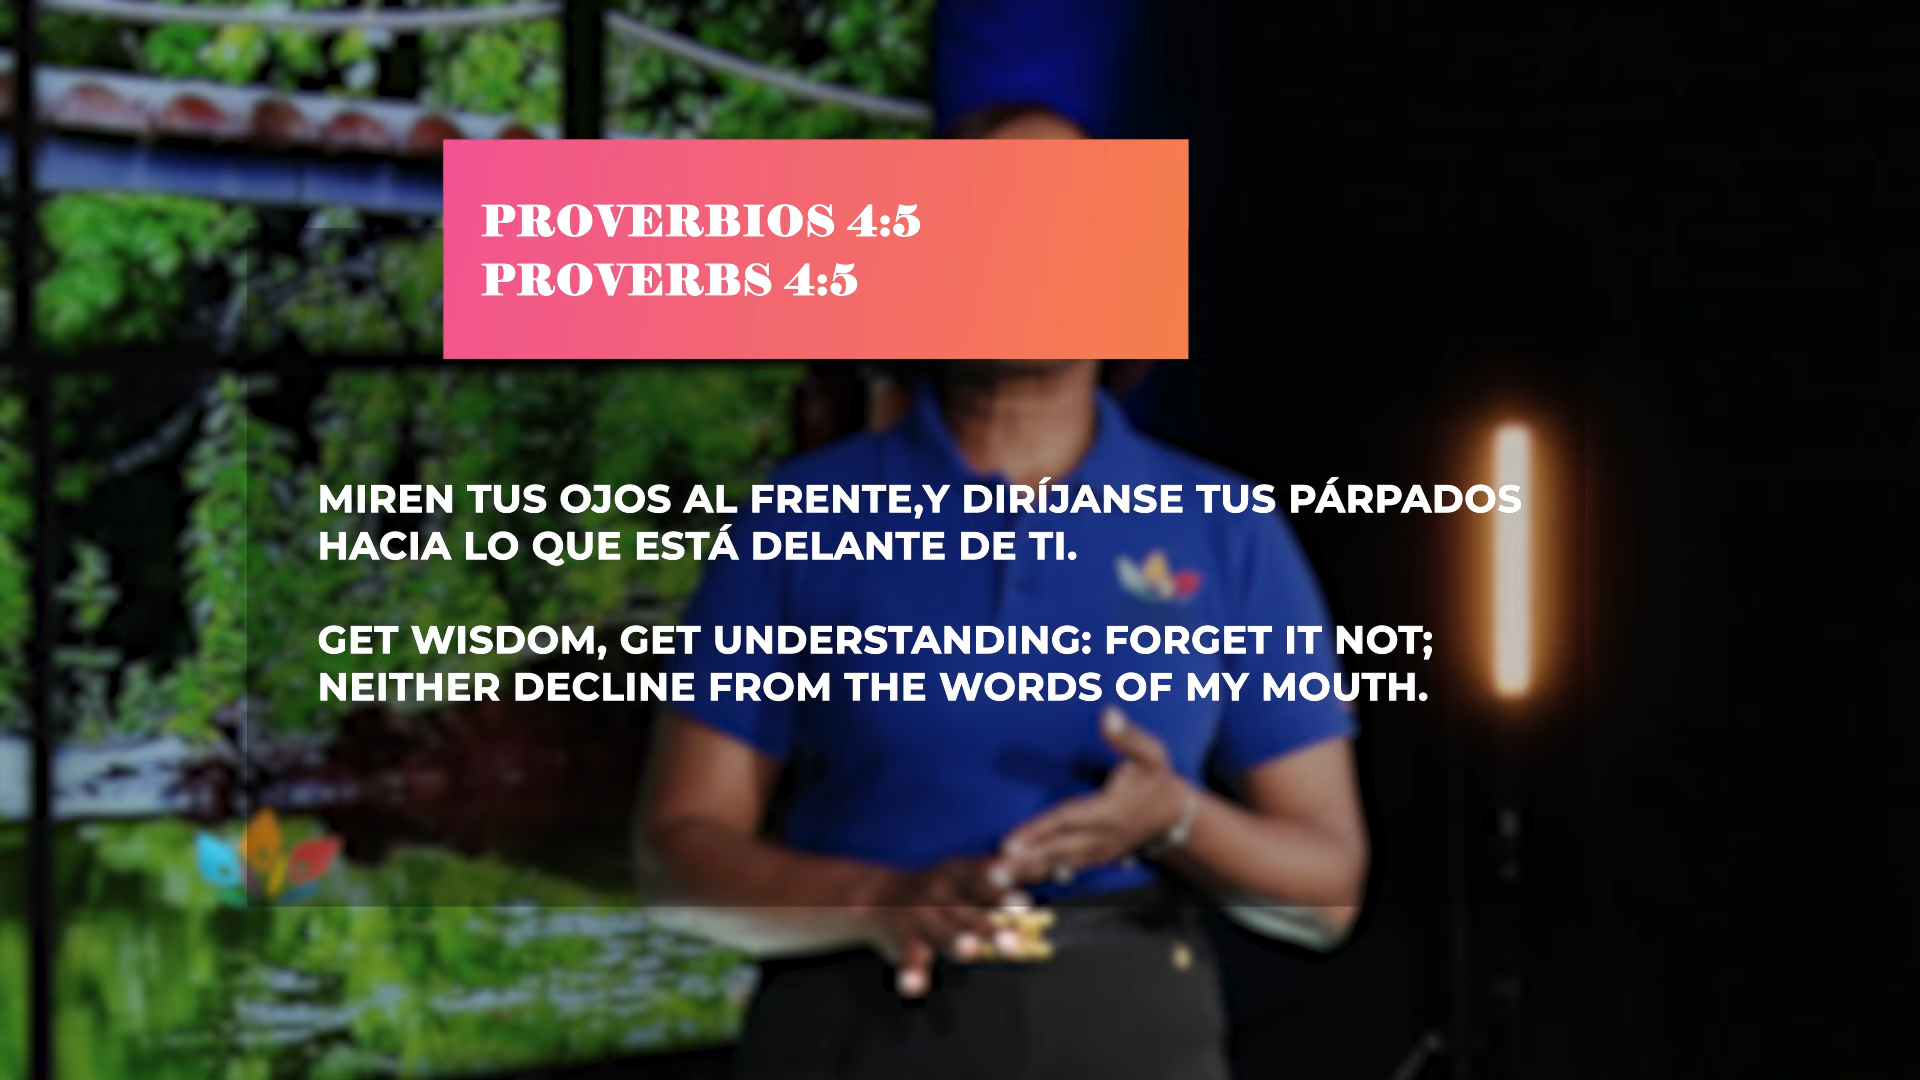 PROVERBIOS 4:5
PROVERBS 4:5
MIREN TUS OJOS AL FRENTE,Y DIRÍJANSE TUS PÁRPADOS
HACIA LO QUE ESTÁ DELANTE DE TI.
GET WISDOM, GET UNDERSTANDING: FORGET IT NOT;
NEITHER DECLINE FROM THE WORDS OF MY MOUTH.